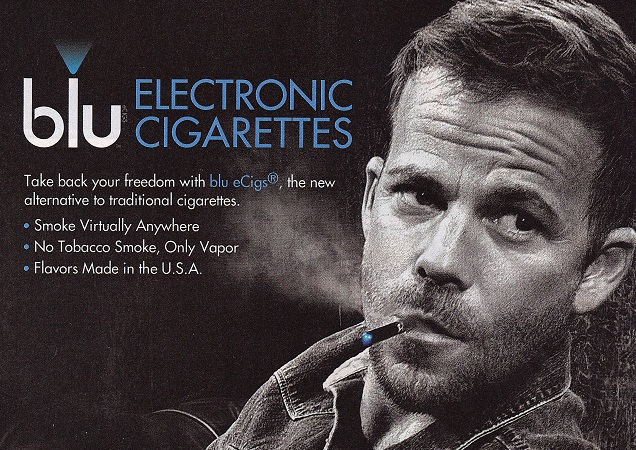 blu
ELECTRONIC
CIGARETTES
Take back your freedom with blu eCigs®, the new
alternative to traditional cigarettes.
• Smoke Virtually Anywhere
• No Tobacco Smoke, Only Vapor
• Flavors Made in the U.S.A.